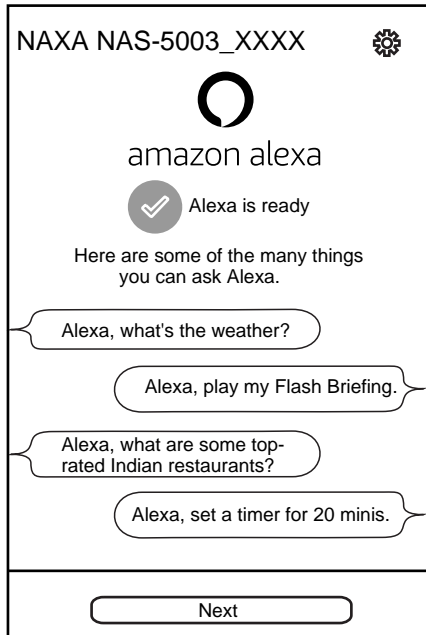 NAXA NAS-5003_XXXX
amazon alexa
Alexa is ready
Here are some of the many things
you can ask Alexa.
Alexa, what's the weather?
Alexa, play my Flash Briefing.
Alexa, what are some top-
rated Indian restaurants?
Alexa, set a timer for 20 minis.
Next